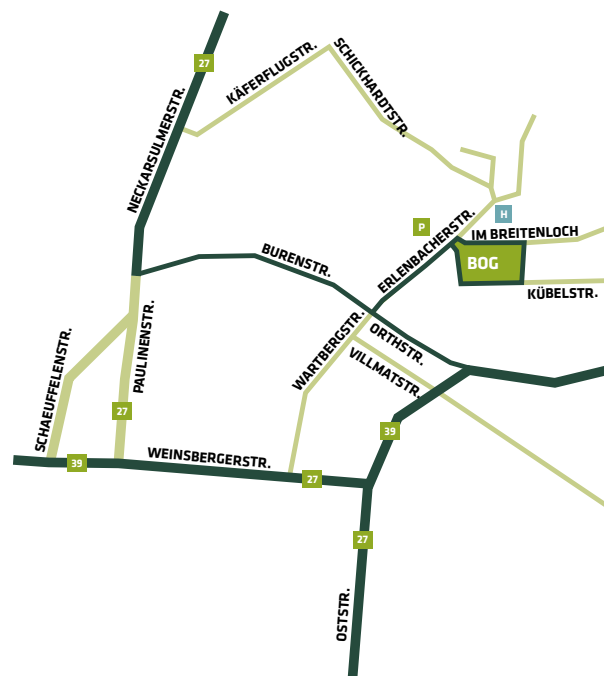 27
KÄFERFLUGSTR.
SCHICKHARDTSTR.
NECKARSULMERSTR.
P
H
ERLENBACHERSTR.
IM BREITENLOCH
BOG
KÜBELSTR.
BURENSTR.
ORTHSTR.
WARTBERGSTR.
VILLMATSTR.
PAULINENSTR.
SCHAEUFFELENSTR.
27
39
39
WEINSBERGERSTR.
27
27
OSTSTR.